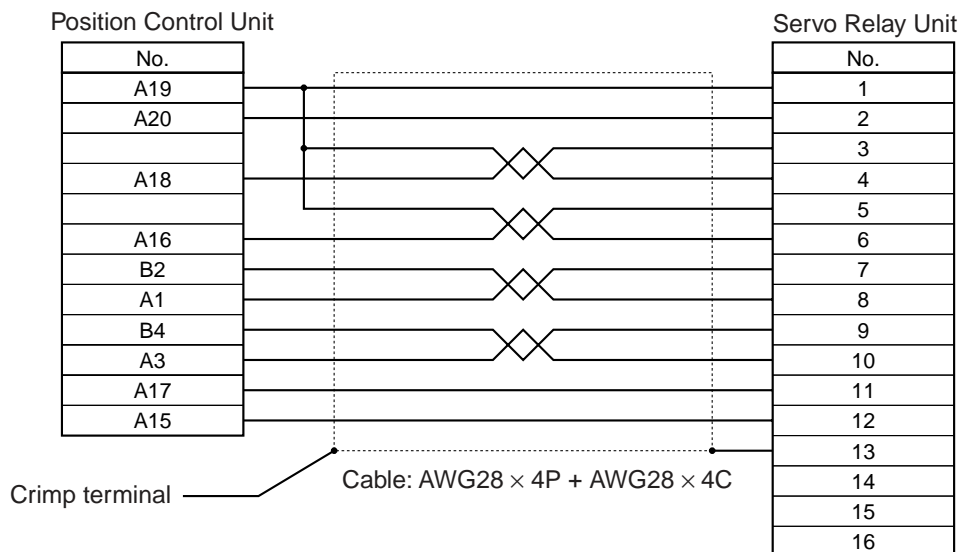 Position Control Unit
Servo Relay Unit
No.
No.
A19
1
A20
2
3
A18
4
5
A16
6
B2
7
A1
8
B4
9
A3
10
A17
11
A15
12
13
Crimp terminal
Cable: AWG28 × 4P + AWG28 × 4C
14
15
16